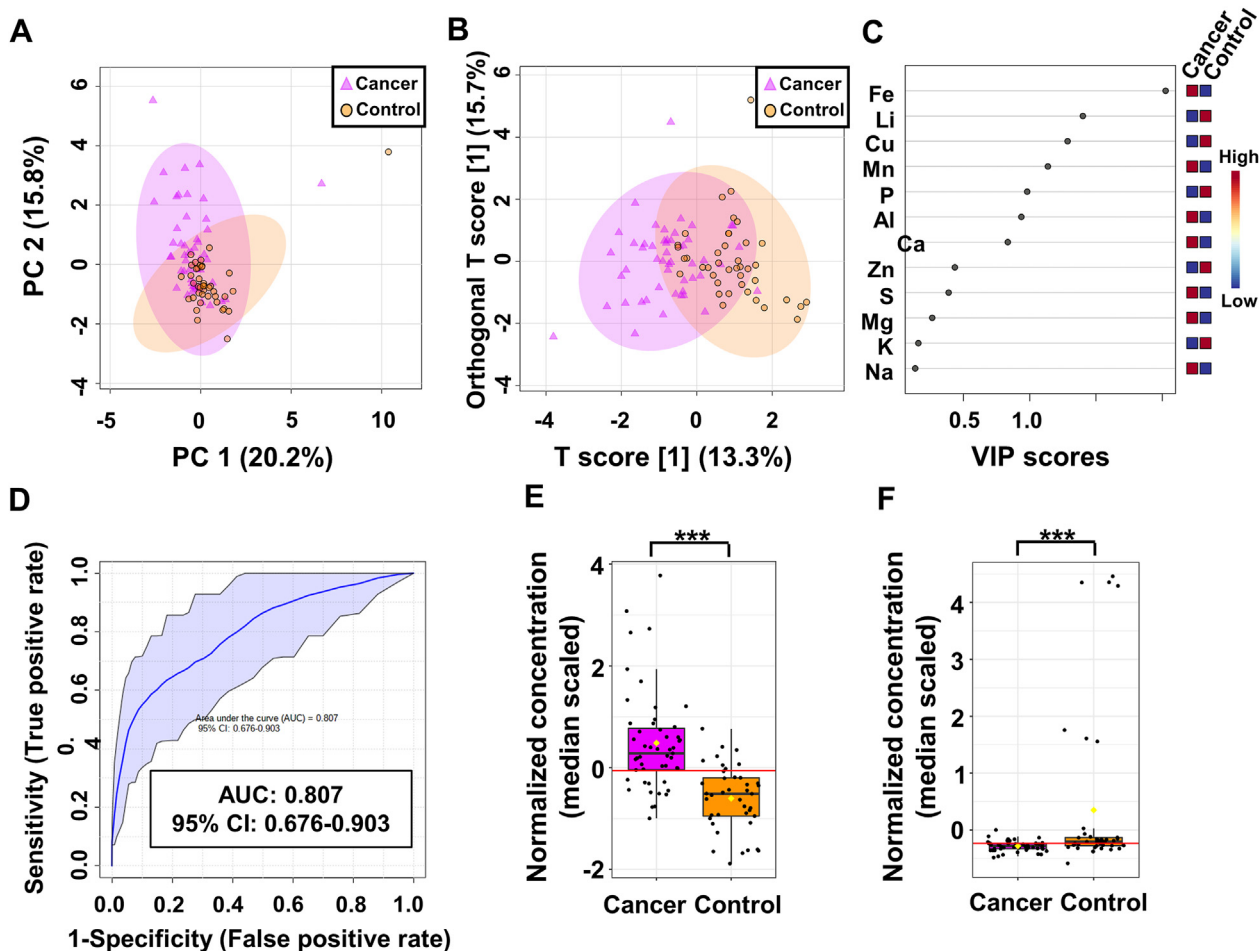 A
PC 2 (15.8%)
6
4
2
0
-2
-4
Cancer
Control
-5
0
5
10
PC 1 (20.2%)
B
Orthogonal T score [1] (15.7%)
6
4
2
0
-2
-4
Cancer
Control
-4
-2
0
2
T score [1] (13.3%)
C
Cancer
Control
Fe
Li
Cu
Mn
P
Al
Ca
Zn
S
Mg
K
Na
High
Low
0.5
1.0
VIP scores
D
Sensitivity (True positive rate)
1.0
0.8
0.6
0.
4
0.2
0.0
Area under the curve (AUC) = 0.807
95% CI: 0.676-0.903
AUC: 0.807
95% CI: 0.676-0.903
0.0
0.2
0.4
0.6
0.8
1.0
1-Specificity (False positive rate)
E
Normalized concentration
(median scaled)
***
4
2
0
-2
Cancer
Control
F
Normalized concentration
(median scaled)
***
4
4
3
2
0
Cancer
Control